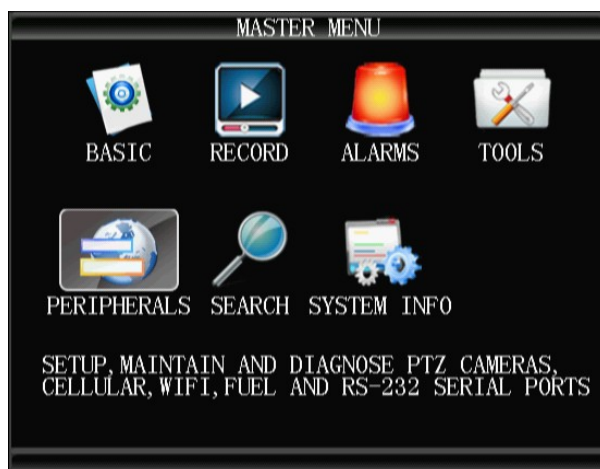 MASTER MENU
BASIC RECORD ALARMS TOOLS
PERIPHERALS SEARCH SYSTEM INFO
SETUP,MAINTAIN AND DIAGNOSE PTZ CAMERAS,
CELLULAR,WIFI,FUEL AND RS-232 SERIAL PORTS